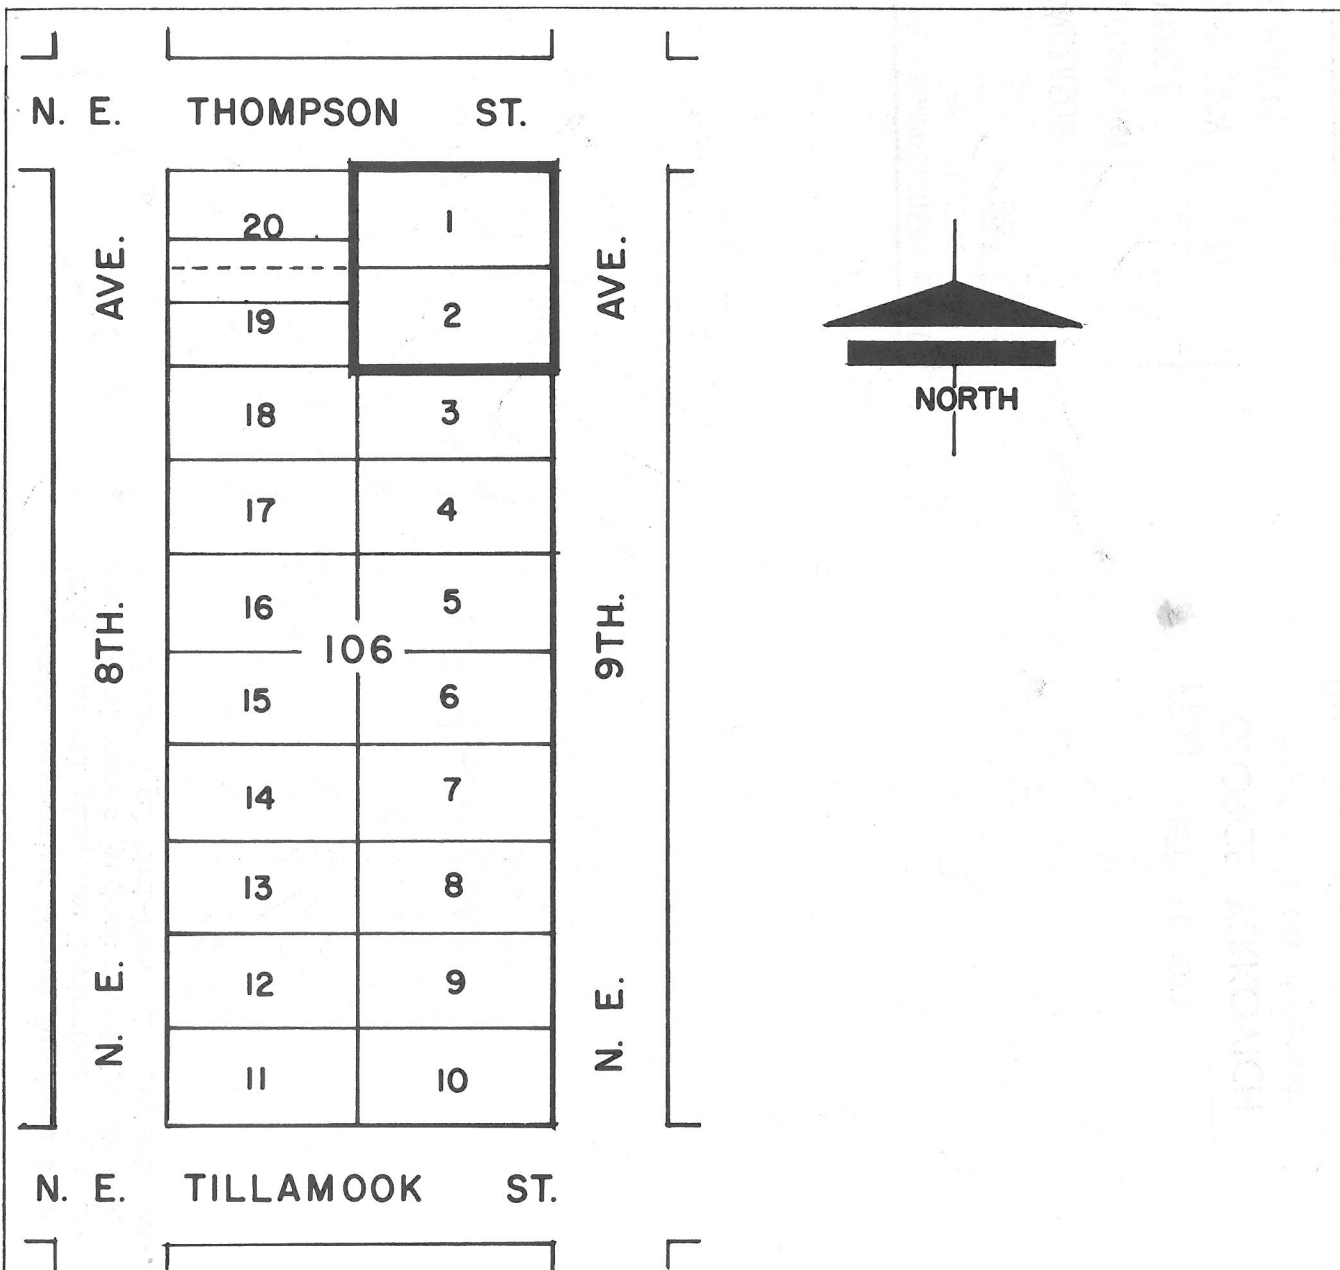 N. E. THOMPSON ST.
N. E. 8TH. AVE.
N. E. 9TH. AVE.
20 1
19 2
18 3
17 4
16 5
106
15 6
14 7
13 8
12 9
11 10
NORTH
N. E. TILLAMOOK ST.